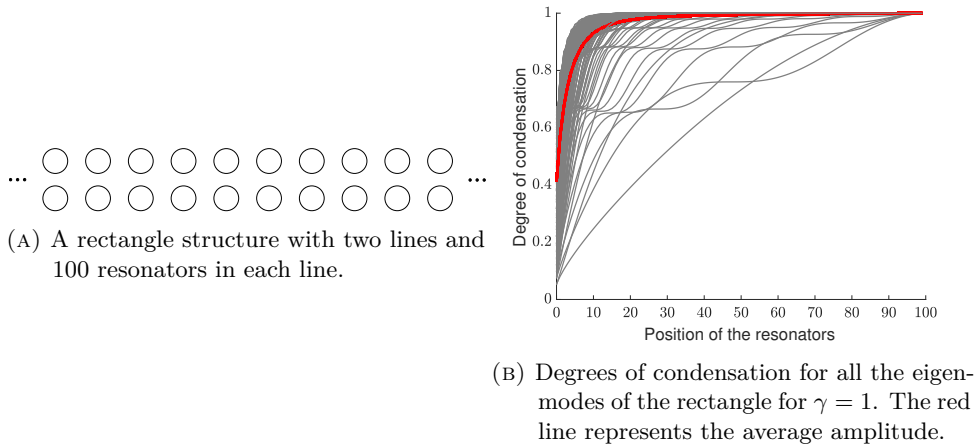 ...
...
(A) A rectangle structure with two lines and
100 resonators in each line.
1
0.8
0.6
0.4
0.2
0
Degree of condensation
0 10 20 30 40 50 60 70 80 90 100
Position of the resonators
(B) Degrees of condensation for all the eigen-
modes of the rectangle for γ = 1. The red
line represents the average amplitude.